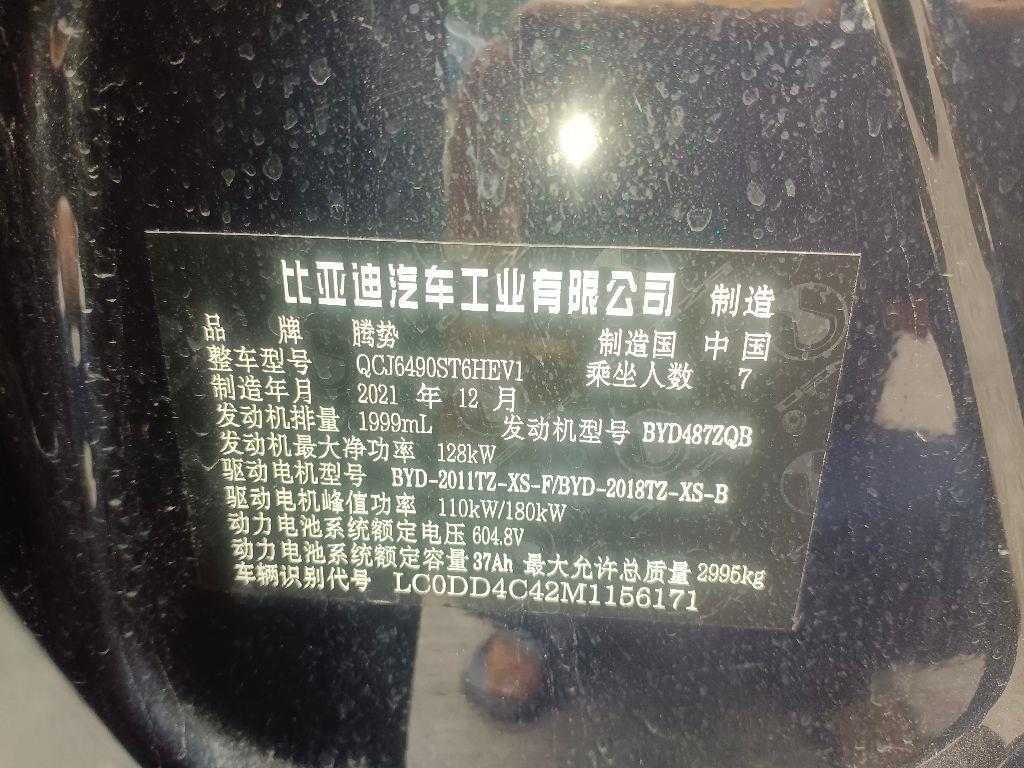 比亚迪汽车工业有限公司 制造
品 牌 腾势 制造国 中国
整车型号 QCJ6490ST6HEV1 乘坐人数 7
制造年月 2021 年 12 月
发动机排量 1999mL 发动机型号 BYD487ZQB
发动机最大净功率 128kW
驱动电机型号 BYD-2011TZ-XS-F/BYD-2018TZ-XS-B
驱动电机峰值功率 110kW/180kW
动力电池系统额定电压 604.8V
动力电池系统额定容量 37Ah 最大允许总质量 2995kg
车辆识别代号 LC0DD4C42M1156171